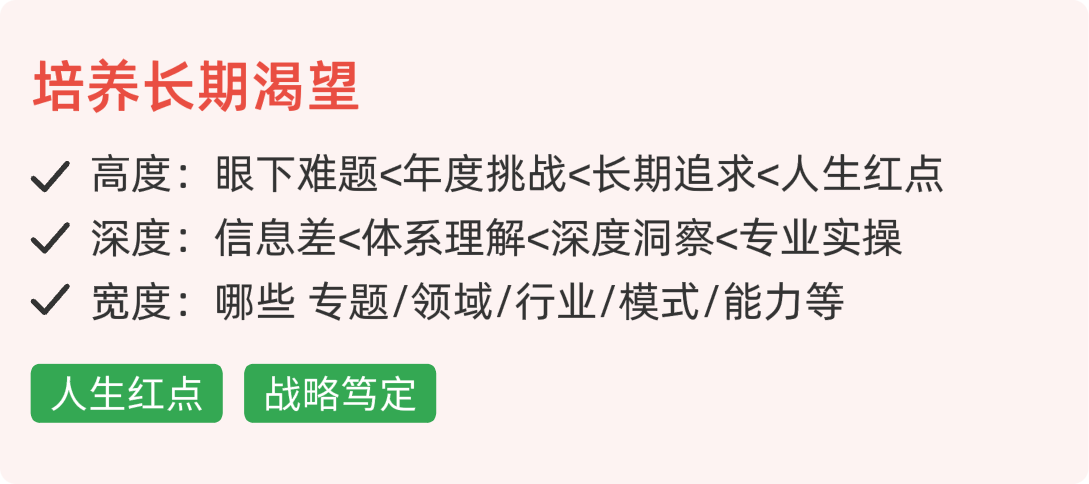 培养长期渴望
高度：眼下难题<年度挑战<长期追求<人生红点
深度：信息差<体系理解<深度洞察<专业实操
宽度：哪些 专题/领域/行业/模式/能力等
人生红点 战略笃定